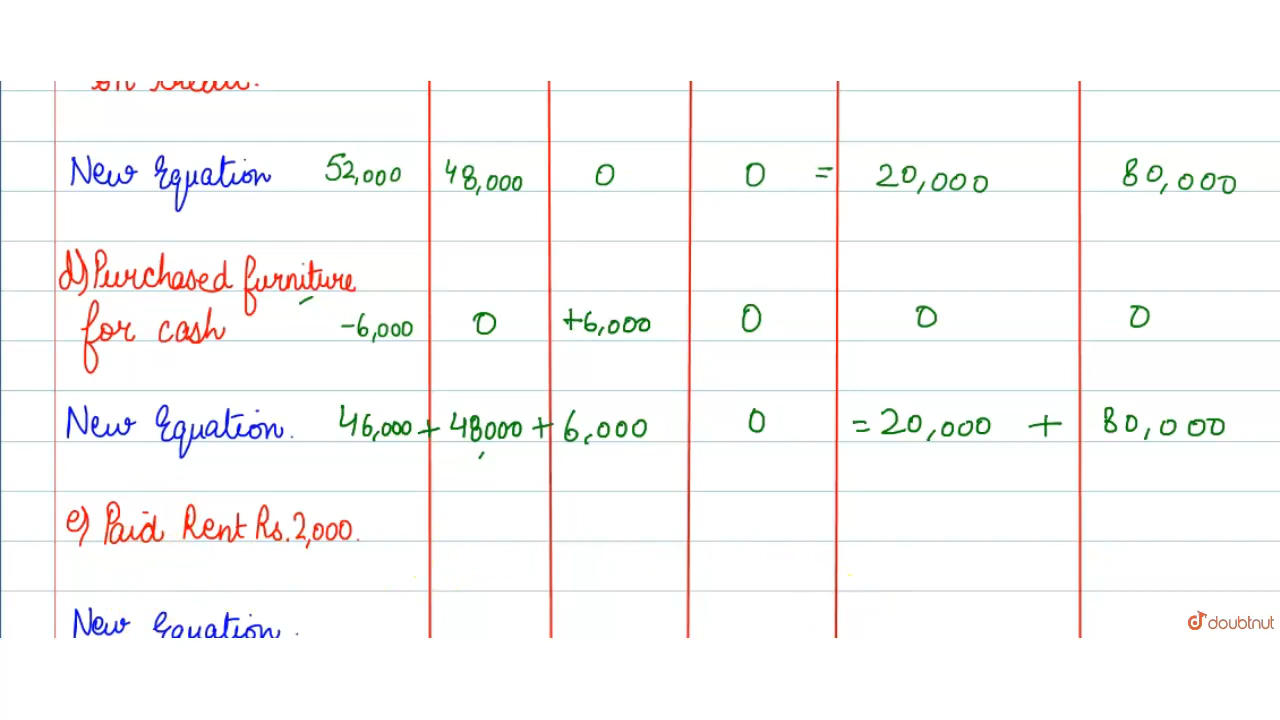 on credit.
New Equation 52,000 48,000 0 0 = 20,000 80,000
d) Purchased furniture
for cash -6,000 0 +6,000 0 0 0
New Equation. 46,000 + 48000 + 6,000 0 = 20,000 + 80,000
e) Paid Rent Rs. 2,000.
New Equation.
doubtnut